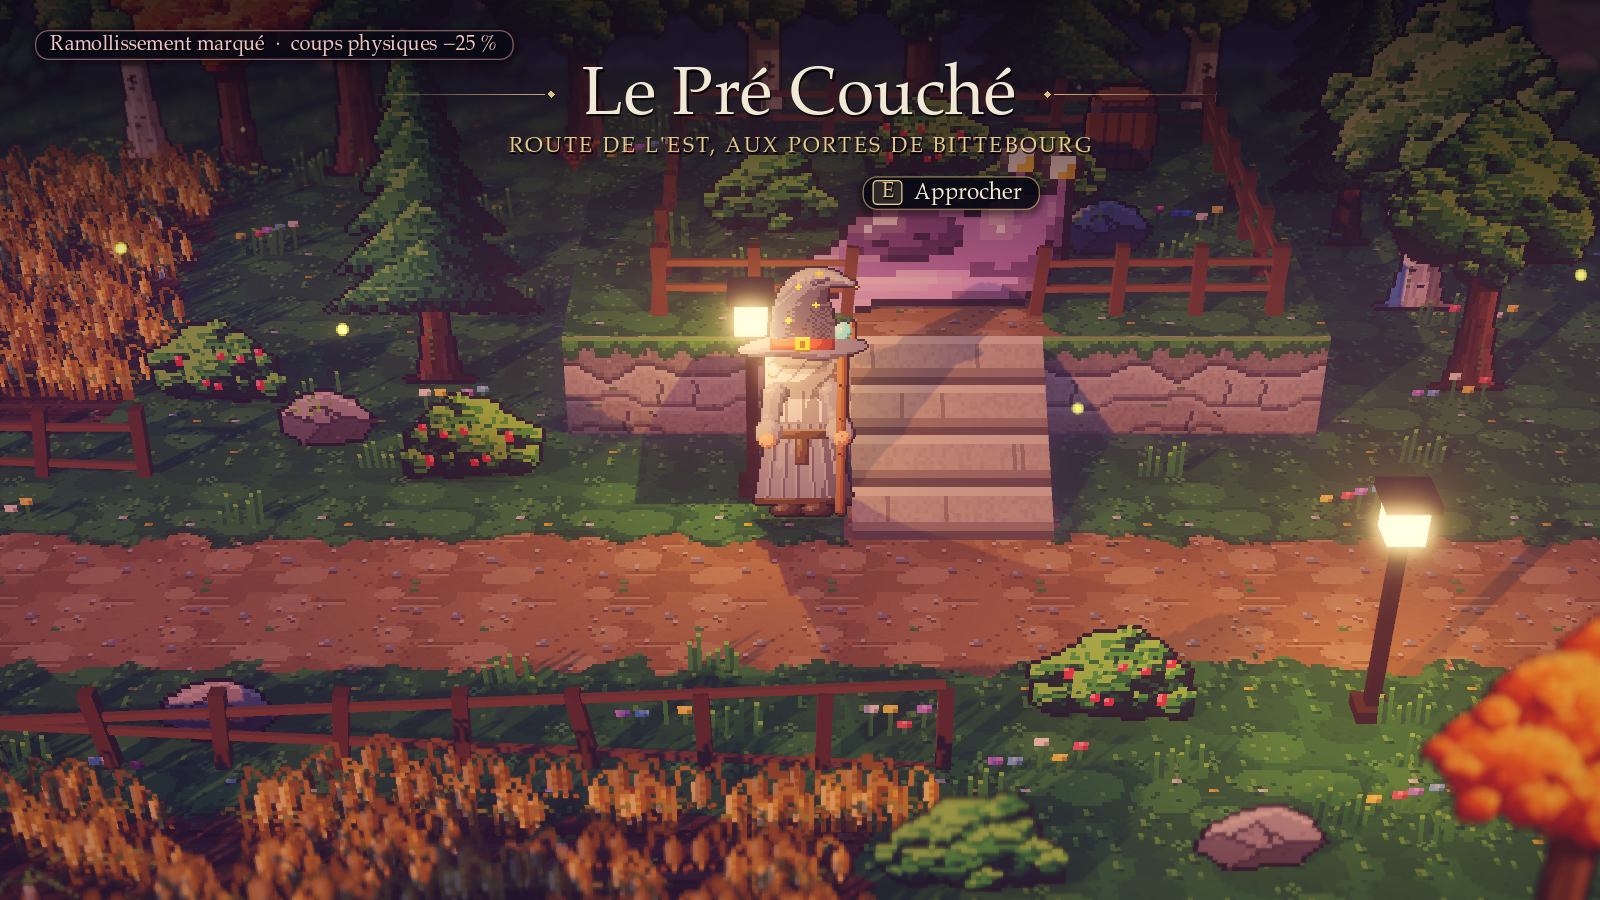 Ramollissement marqué · coups physiques −25 %
Le Pré Couché
ROUTE DE L'EST, AUX PORTES DE BITTEBOURG
E Approcher